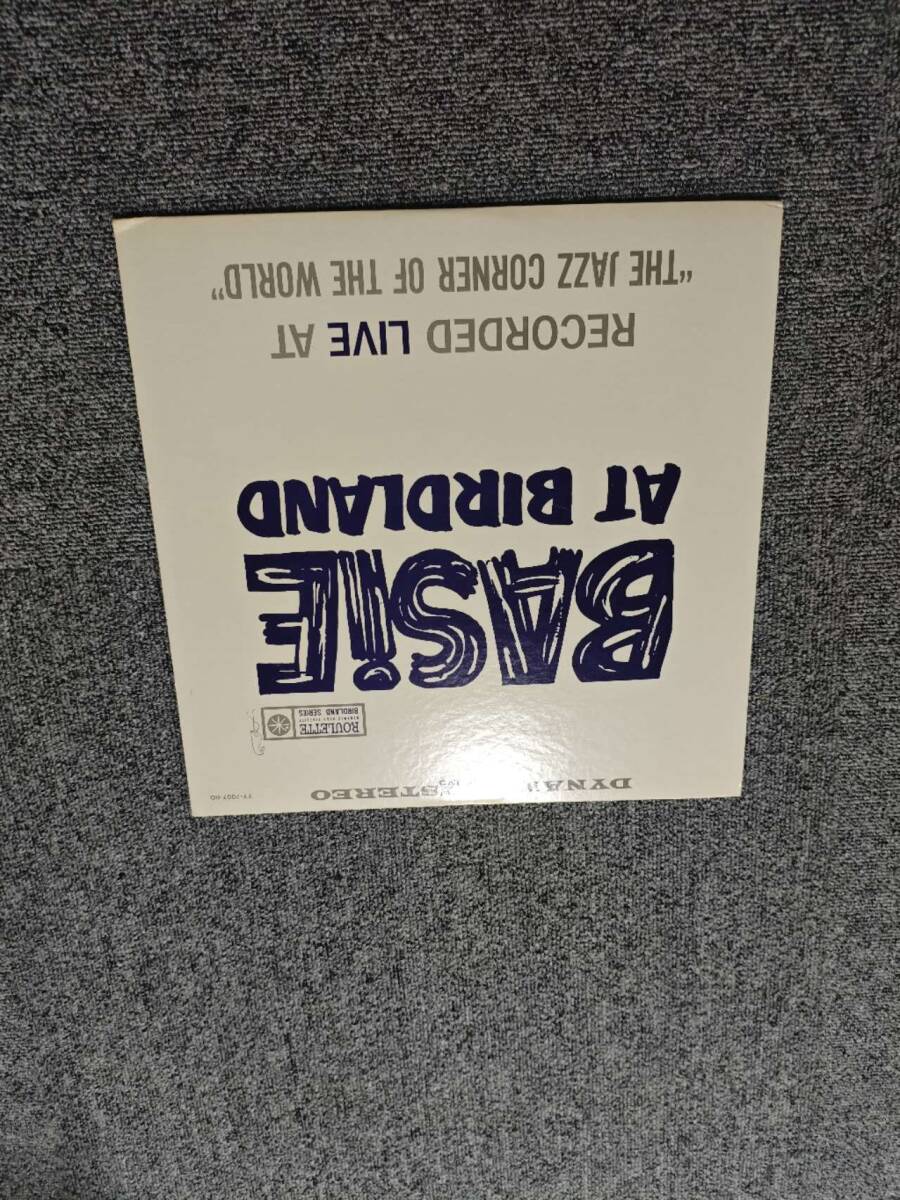 STEREO
ROULETTE
BIRDLAND SERIES
BASIE
AT BIRDLAND
RECORDED LIVE AT
"THE JAZZ CORNER OF THE WORLD"